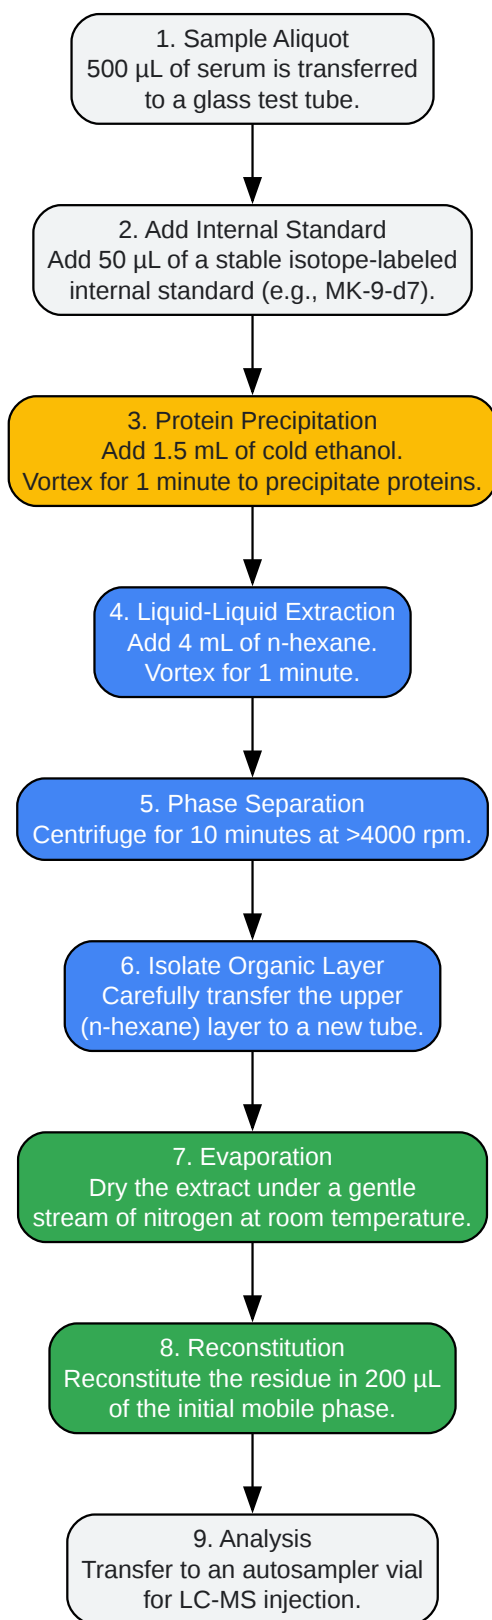 1. Sample Aliquot
500 µL of serum is transferred
to a glass test tube.
2. Add Internal Standard
Add 50 µL of a stable isotope-labeled
internal standard (e.g., MK-9-d7).
3. Protein Precipitation
Add 1.5 mL of cold ethanol.
Vortex for 1 minute to precipitate proteins.
4. Liquid-Liquid Extraction
Add 4 mL of n-hexane.
Vortex for 1 minute.
5. Phase Separation
Centrifuge for 10 minutes at >4000 rpm.
6. Isolate Organic Layer
Carefully transfer the upper
(n-hexane) layer to a new tube.
7. Evaporation
Dry the extract under a gentle
stream of nitrogen at room temperature.
8. Reconstitution
Reconstitute the residue in 200 µL
of the initial mobile phase.
9. Analysis
Transfer to an autosampler vial
for LC-MS injection.